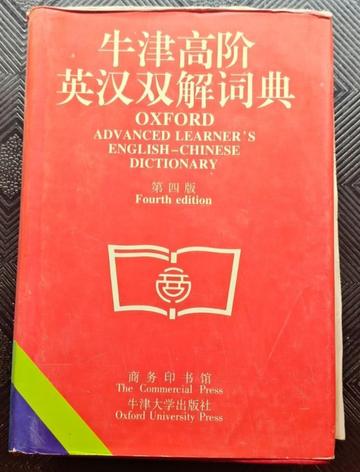 牛津高阶
英汉双解词典
OXFORD
ADVANCED LEARNER'S
ENGLISH–CHINESE
DICTIONARY
第四版
Fourth edition
商务印书馆
The Commercial Press
牛津大学出版社
Oxford University Press